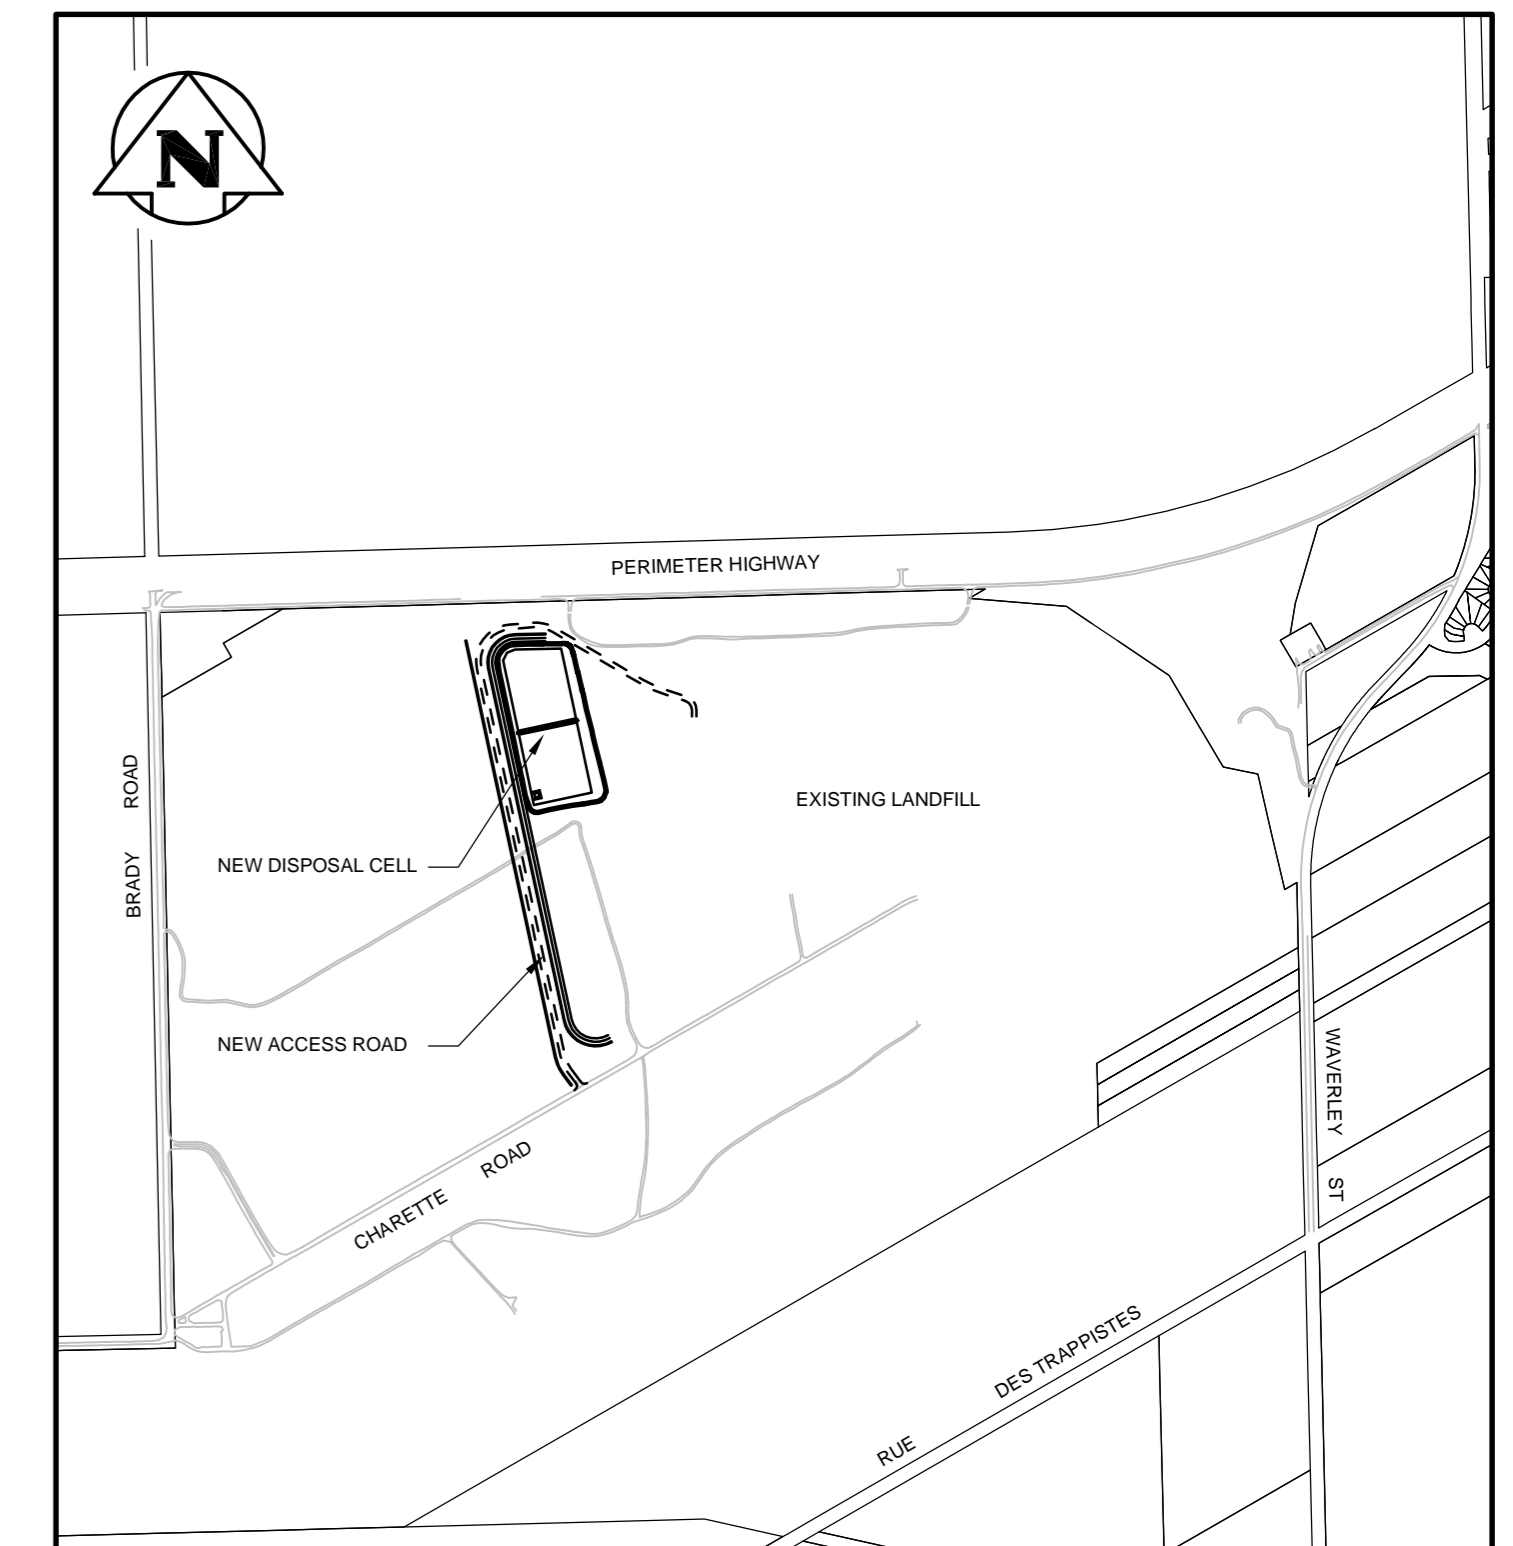 N
PERIMETER HIGHWAY
BRADY ROAD
EXISTING LANDFILL
NEW DISPOSAL CELL
NEW ACCESS ROAD
CHARETTE ROAD
WAVERLEY ST
RUE DES TRAPPISTES